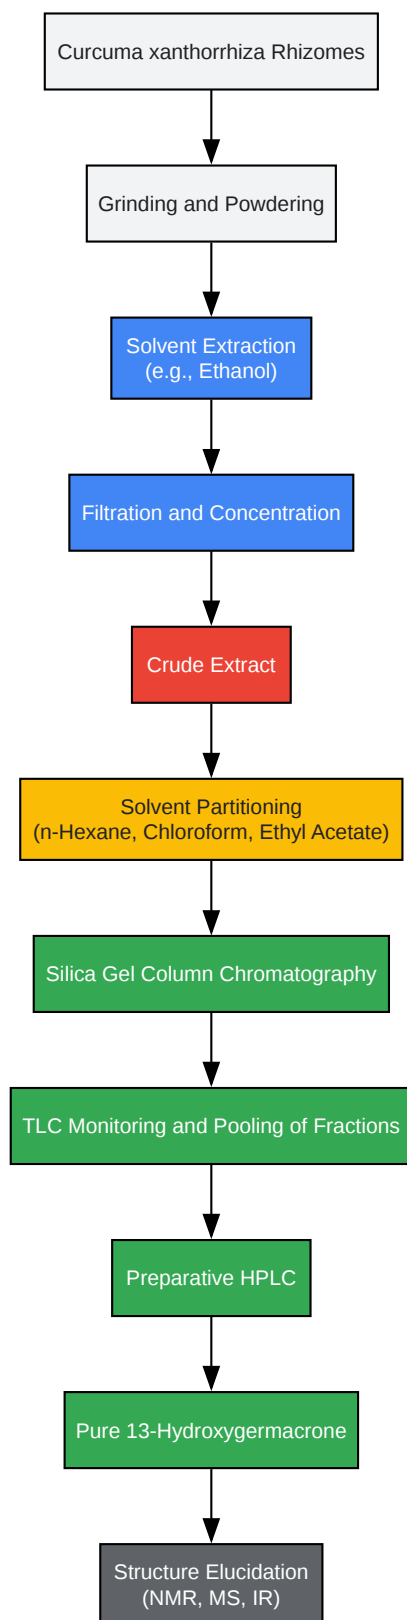 Curcuma xanthorrhiza Rhizomes
Grinding and Powdering
Solvent Extraction
(e.g., Ethanol)
Filtration and Concentration
Crude Extract
Solvent Partitioning
(n-Hexane, Chloroform, Ethyl Acetate)
Silica Gel Column Chromatography
TLC Monitoring and Pooling of Fractions
Preparative HPLC
Pure 13-Hydroxygermacrone
Structure Elucidation
(NMR, MS, IR)